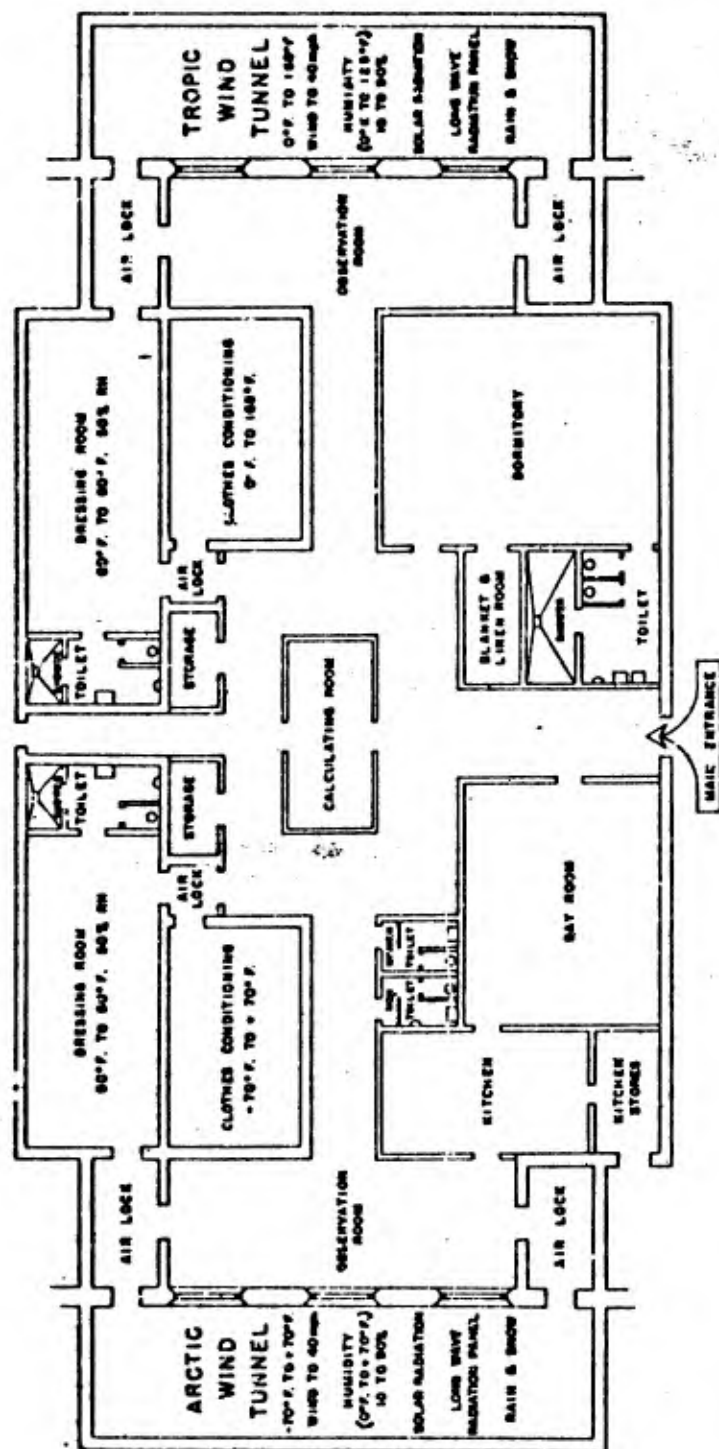 TROPIC
WIND
TUNNEL
0°F. TO
WIND TO 40 mph
HUMIDITY
10 TO 90%
SOLAR RADIATION
LONG WAVE
RADIATION PANEL
RAIN & SNOW
AIR LOCK
OBSERVATION
ROOM
AIR LOCK
DRESSING ROOM
50% RH
CLOTHES CONDITIONING
0°F. TO
DORMITORY
AIR
LOCK
STORAGE
TOILET
BLANKET &
LINEN ROOM
SHOWER
TOILET
CALCULATING ROOM
MAIN ENTRANCE
TOILET
STORAGE
AIR
LOCK
DRESSING ROOM
50% RH
CLOTHES CONDITIONING
-70°F. TO + 70°F.
TOILET
TOILET
DAY ROOM
KITCHEN
KITCHEN
STORES
AIR LOCK
OBSERVATION
ROOM
AIR LOCK
ARCTIC
WIND
TUNNEL
-70°F. TO + 70°F.
WIND TO 40 mph
HUMIDITY
(0°F. TO + 70°F.)
10 TO 90%
SOLAR RADIATION
LONG WAVE
RADIATION PANEL
RAIN & SNOW